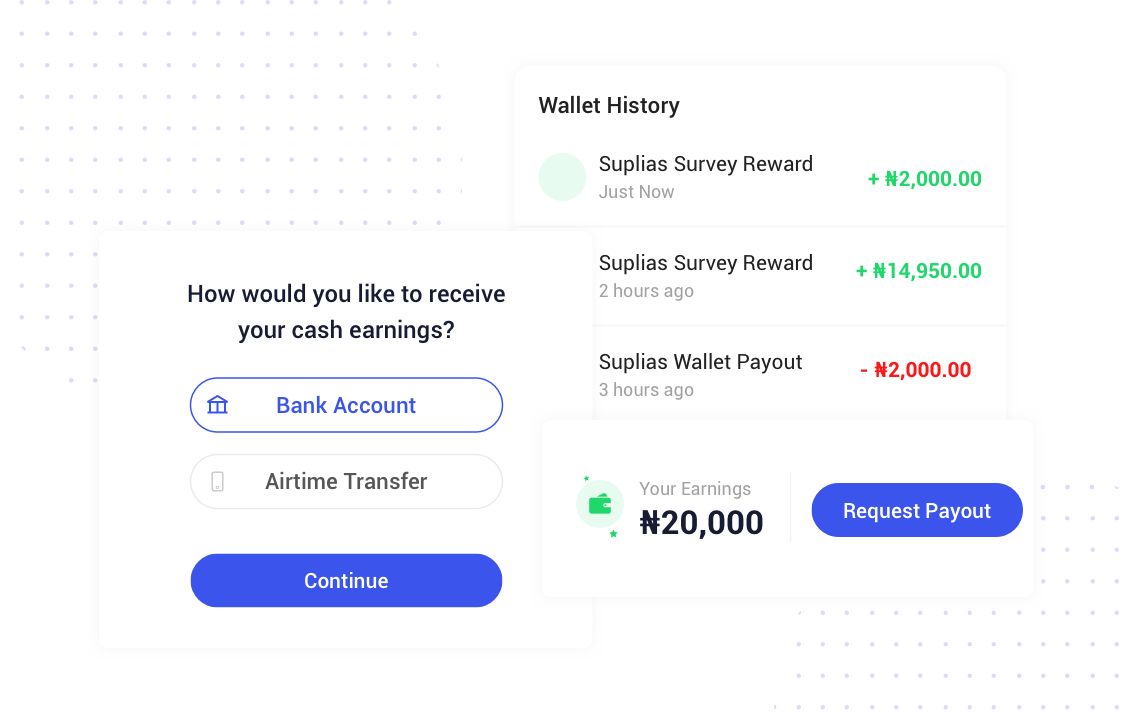 Wallet History
Suplias Survey Reward
Just Now
+ ₦2,000.00
Suplias Survey Reward
2 hours ago
+ ₦14,950.00
Suplias Wallet Payout
3 hours ago
- ₦2,000.00
How would you like to receive
your cash earnings?
Bank Account
Airtime Transfer
Continue
Your Earnings
₦20,000
Request Payout